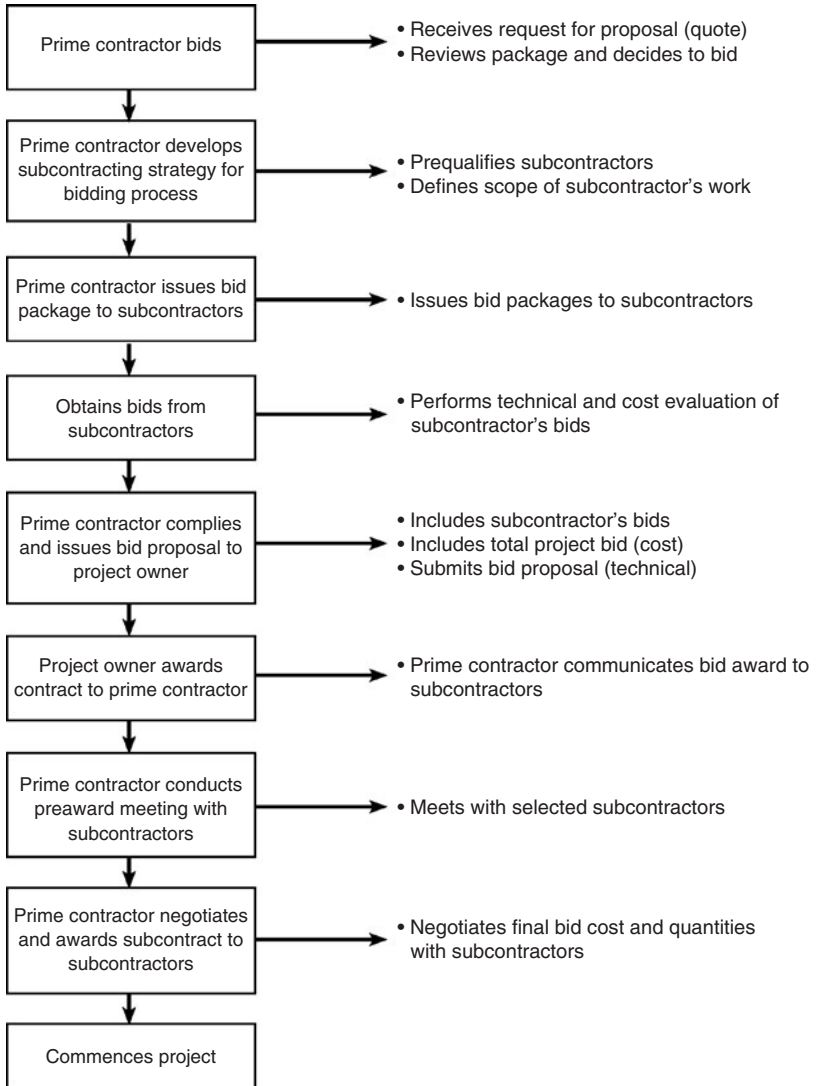 Prime contractor bids
• Receives request for proposal (quote)
• Reviews package and decides to bid
Prime contractor develops
subcontracting strategy for
bidding process
• Prequalifies subcontractors
• Defines scope of subcontractor’s work
Prime contractor issues bid
package to subcontractors
• Issues bid packages to subcontractors
Obtains bids from
subcontractors
• Performs technical and cost evaluation of
subcontractor’s bids
Prime contractor complies
and issues bid proposal to
project owner
• Includes subcontractor’s bids
• Includes total project bid (cost)
• Submits bid proposal (technical)
Project owner awards
contract to prime contractor
• Prime contractor communicates bid award to
subcontractors
Prime contractor conducts
preaward meeting with
subcontractors
• Meets with selected subcontractors
Prime contractor negotiates
and awards subcontract to
subcontractors
• Negotiates final bid cost and quantities
with subcontractors
Commences project